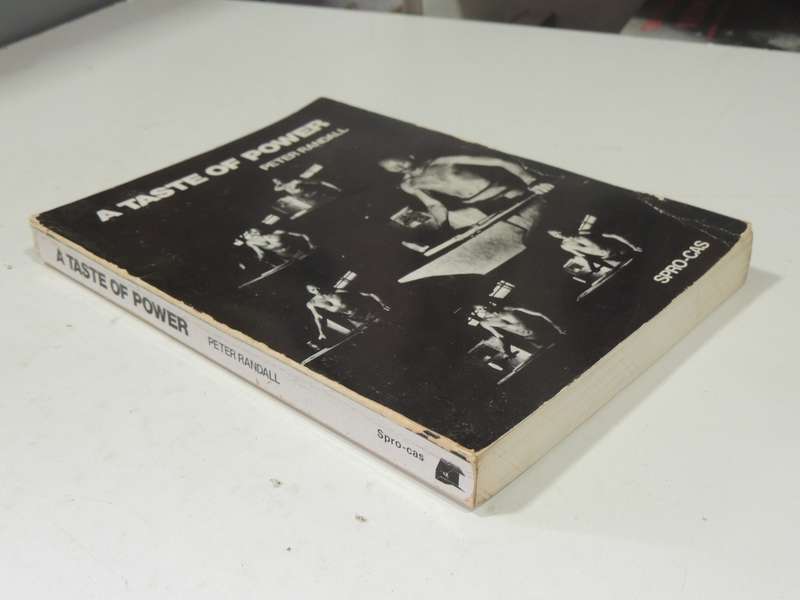 A TASTE OF POWER
PETER RANDALL
SPRO-CAS
A TASTE OF POWER
PETER RANDALL
Spro-cas